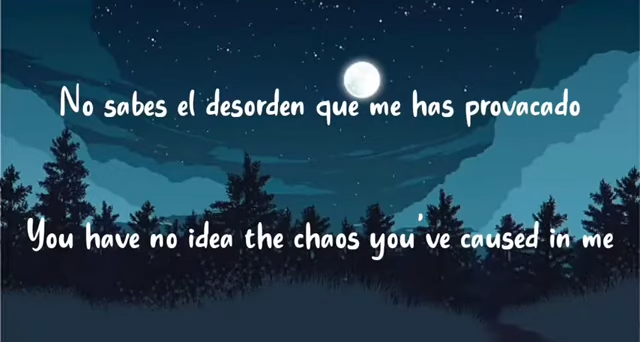 No sabes el desorden que me has provacado
You have no idea the chaos you've caused in me